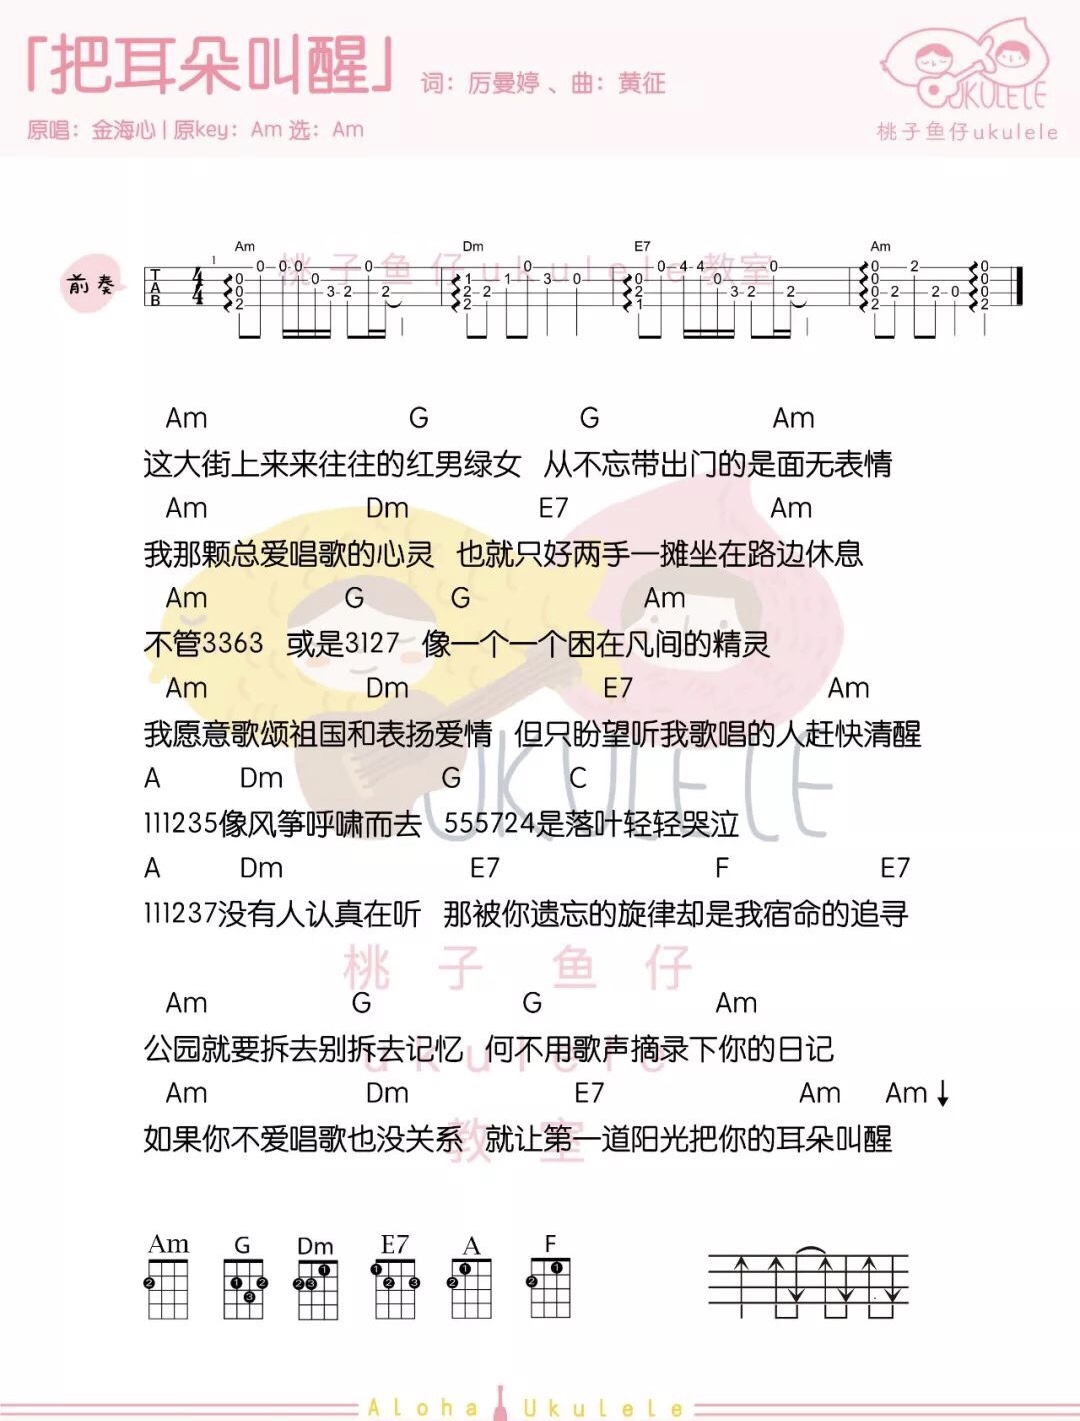 「把耳朵叫醒」 词：厉曼婷、曲：黄征
原唱：金海心 | 原key：Am 选：Am
UKULELE
桃子鱼仔ukulele
桃子鱼仔ukulele教室
Am Dm E7 Am
前奏
1
T A B 4 4
Am G G Am
这大街上来来往往的红男绿女 从不忘带出门的是面无表情
Am Dm E7 Am
我那颗总爱唱歌的心灵 也就只好两手一摊坐在路边休息
Am G G Am
不管3363 或是3127 像一个一个困在凡间的精灵
Am Dm E7 Am
我愿意歌颂祖国和表扬爱情 但只盼望听我歌唱的人赶快清醒
A Dm G C
111235像风筝呼啸而去 555724是落叶轻轻哭泣
UKULELE
A Dm E7 F E7
111237没有人认真在听 那被你遗忘的旋律却是我宿命的追寻
桃子鱼仔
Am G G Am
公园就要拆去别拆去记忆 何不用歌声摘录下你的日记
ukulele
Am Dm E7 Am Am↓
如果你不爱唱歌也没关系 就让第一道阳光把你的耳朵叫醒
教室
Am G Dm E7 A F
Aloha Ukulele